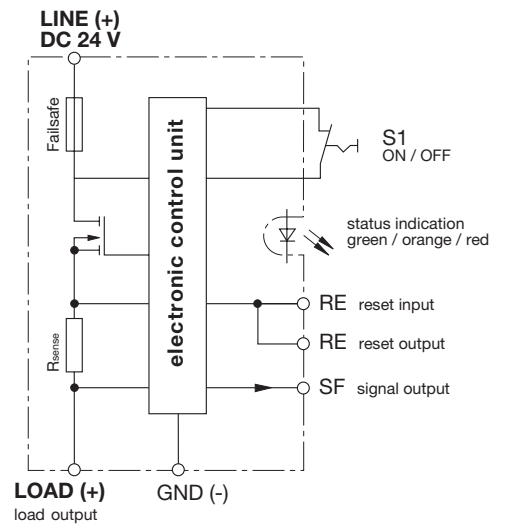 LINE (+)
DC 24 V
Failsafe
electronic control unit
S1
ON / OFF
status indication
green / orange / red
RE reset input
Rsense
RE reset output
SF signal output
LOAD (+)
GND (-)
load output